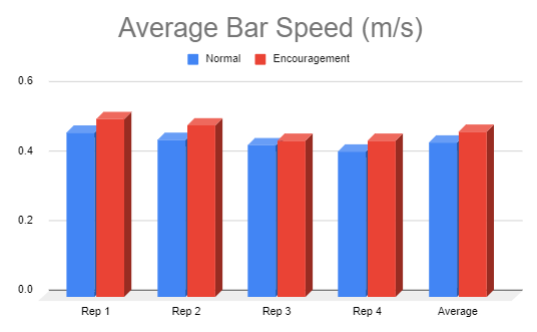 Average Bar Speed (m/s)
Normal Encouragement
0.6
0.4
0.2
0.0
Rep 1 Rep 2 Rep 3 Rep 4 Average